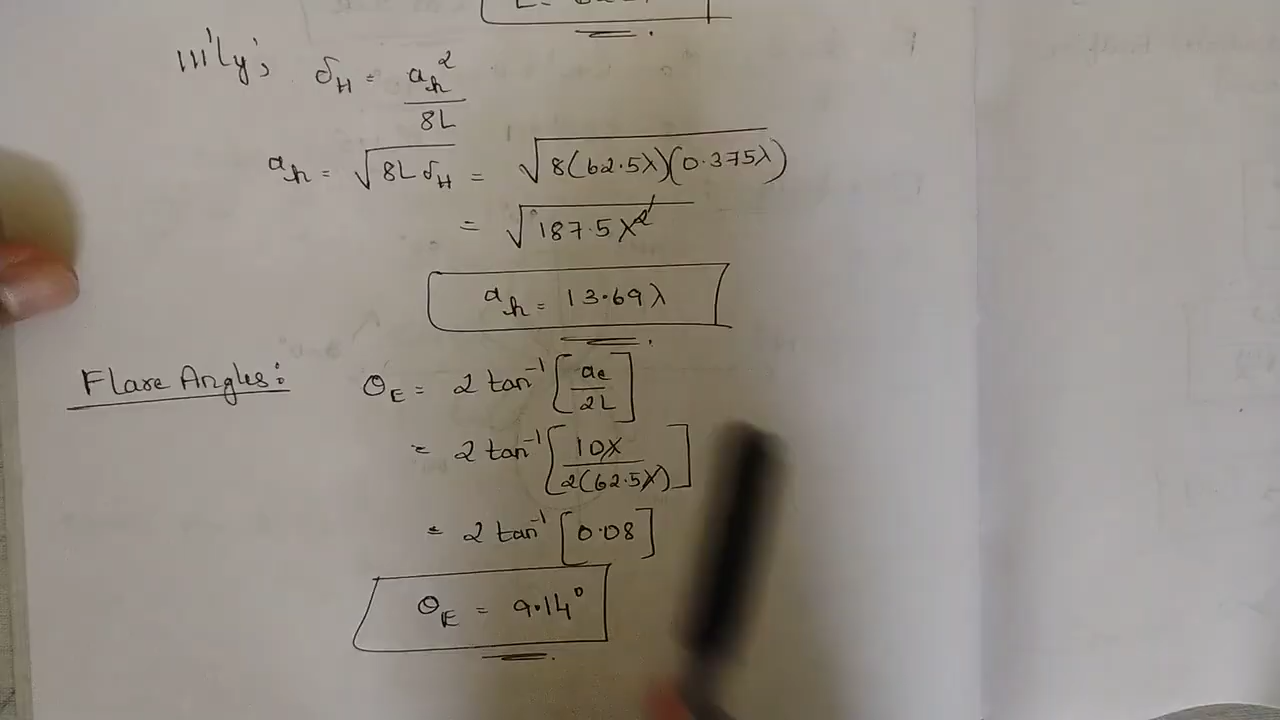 III'ly; δH = ah²/8L
ah = √8LδH = √8(62.5λ)(0.375λ)
= √187.5λ²
ah = 13.69λ
Flare Angles: θE = 2 tan⁻¹[ae/2L]
= 2 tan⁻¹[10λ/2(62.5λ)]
= 2 tan⁻¹[0.08]
θE = 9.14°